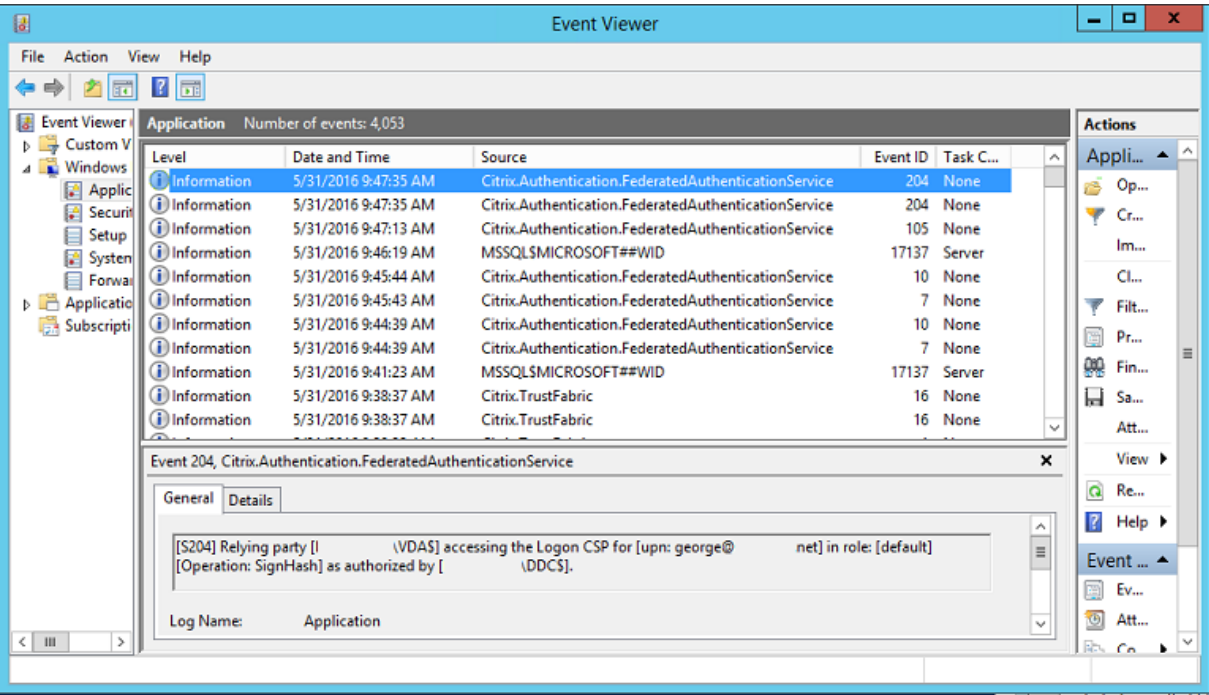 Event Viewer
File Action View Help
Event Viewer
Custom V
Windows
Applic
Securit
Setup
System
Forwar
Applicatio
Subscripti
Application Number of events: 4,053
Level Date and Time Source Event ID Task C...
Information 5/31/2016 9:47:35 AM Citrix.Authentication.FederatedAuthenticationService 204 None
Information 5/31/2016 9:47:35 AM Citrix.Authentication.FederatedAuthenticationService 204 None
Information 5/31/2016 9:47:13 AM Citrix.Authentication.FederatedAuthenticationService 105 None
Information 5/31/2016 9:46:19 AM MSSQL$MICROSOFT##WID 17137 Server
Information 5/31/2016 9:45:44 AM Citrix.Authentication.FederatedAuthenticationService 10 None
Information 5/31/2016 9:45:43 AM Citrix.Authentication.FederatedAuthenticationService 7 None
Information 5/31/2016 9:44:39 AM Citrix.Authentication.FederatedAuthenticationService 10 None
Information 5/31/2016 9:44:39 AM Citrix.Authentication.FederatedAuthenticationService 7 None
Information 5/31/2016 9:41:23 AM MSSQL$MICROSOFT##WID 17137 Server
Information 5/31/2016 9:38:37 AM Citrix.TrustFabric 16 None
Information 5/31/2016 9:38:37 AM Citrix.TrustFabric 16 None
Event 204, Citrix.Authentication.FederatedAuthenticationService
General Details
[S204] Relying party [ \VDA$] accessing the Logon CSP for [upn: george@ net] in role: [default]
[Operation: SignHash] as authorized by [ \DDC$].
Log Name: Application
Actions
Appli...
Op...
Cr...
Im...
Cl...
Filt...
Pr...
Fin...
Sa...
Att...
View
Re...
Help
Event ...
Ev...
Att...
Co...